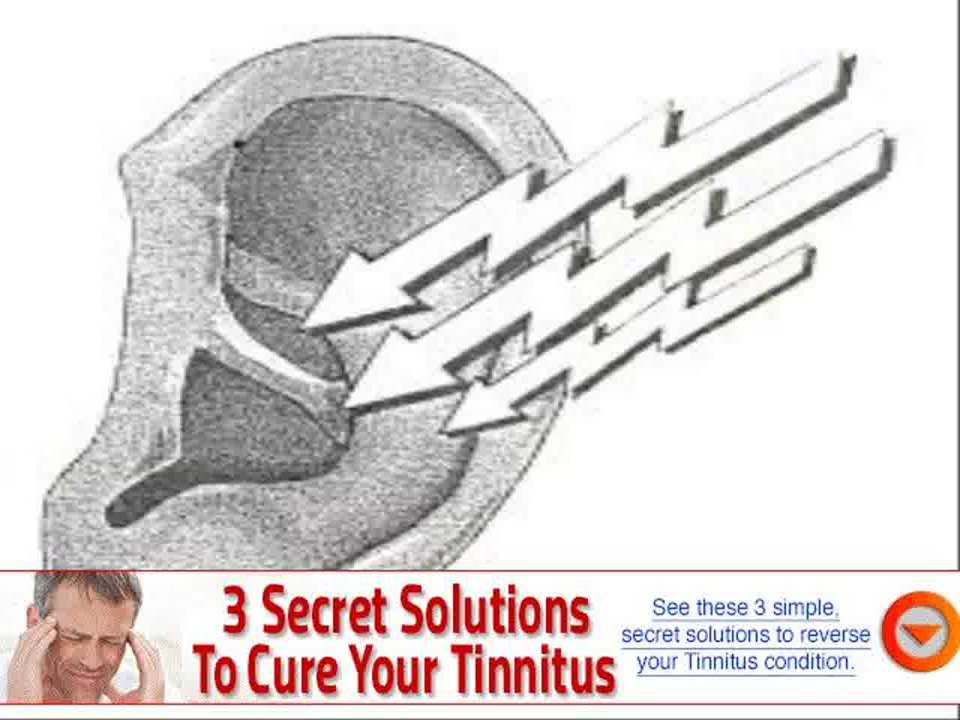 3 Secret Solutions
To Cure Your Tinnitus
See these 3 simple,
secret solutions to reverse
your Tinnitus condition.